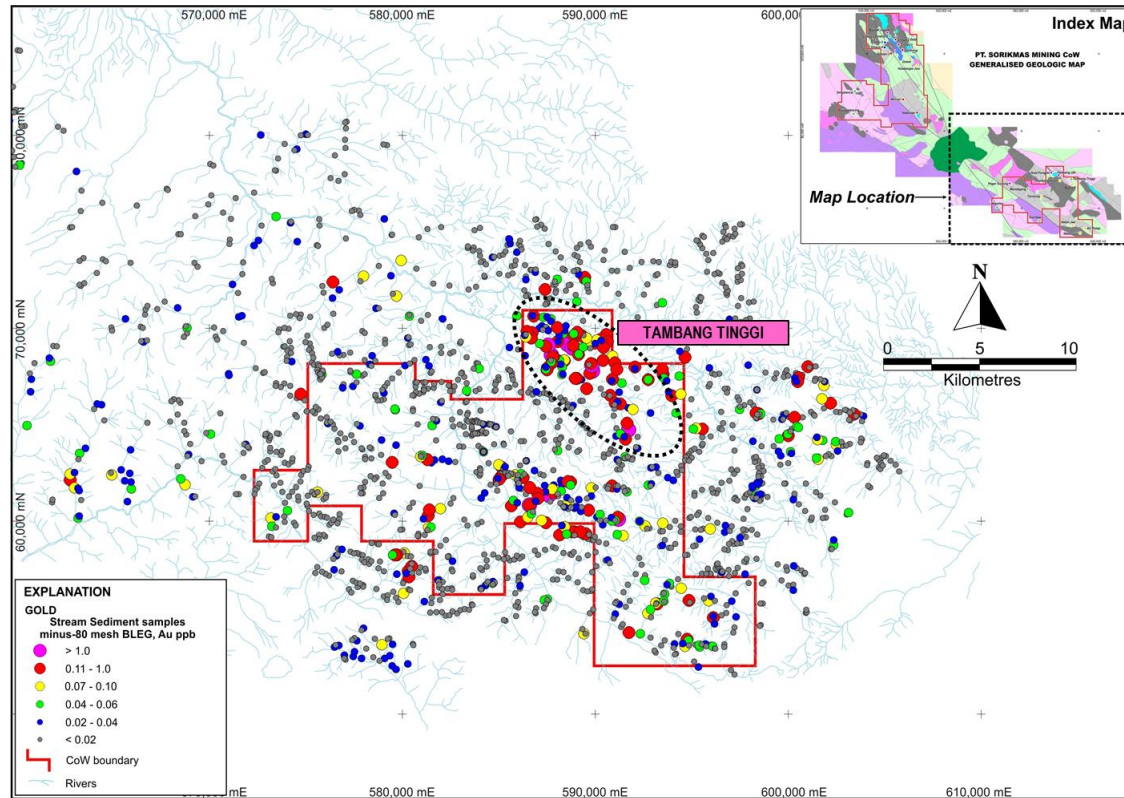 570,000 mE
580,000 mE
590,000 mE
600,000
Index Map
PT. SORIKMAS MINING CoW
GENERALISED GEOLOGIC MAP
Map Location
80,000 mN
70,000 mN
60,000 mN
N
TAMBANG TINGGI
0 5 10
Kilometres
EXPLANATION
GOLD
Stream Sediment samples
minus-80 mesh BLEG, Au ppb
> 1.0
0.11 - 1.0
0.07 - 0.10
0.04 - 0.06
0.02 - 0.04
< 0.02
CoW boundary
Rivers
580,000 mE
590,000 mE
600,000 mE
610,000 mE